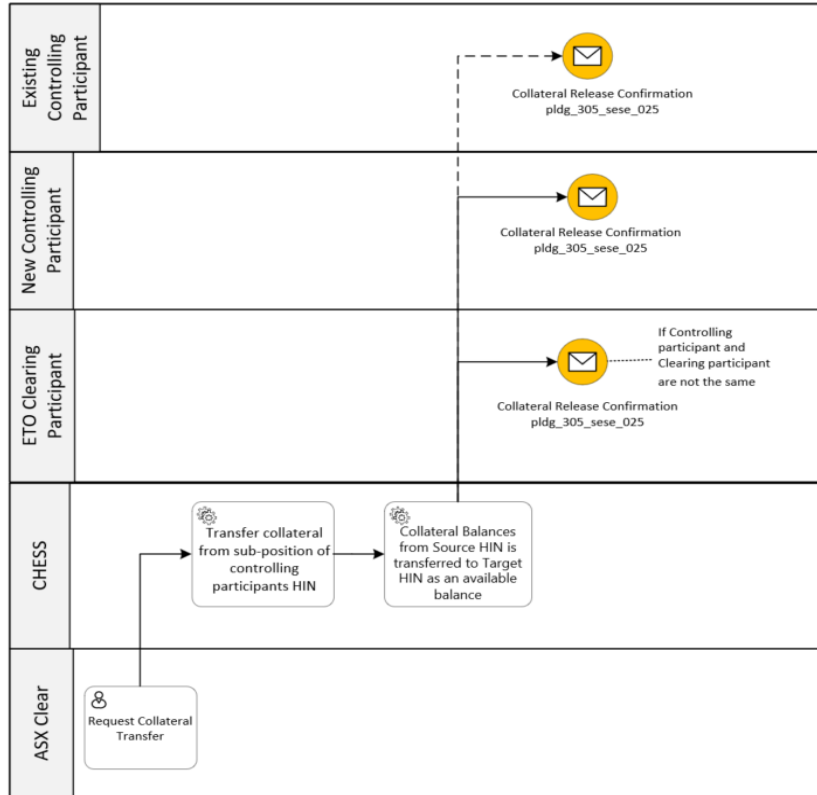 Existing
Controlling
Participant
Collateral Release Confirmation
pldg_305_sese_025
New Controlling
Participant
Collateral Release Confirmation
pldg_305_sese_025
ETO Clearing
Participant
If Controlling
participant and
Clearing participant
are not the same
Collateral Release Confirmation
pldg_305_sese_025
CHESS
Transfer collateral
from sub-position of
controlling
participants HIN
Collateral Balances
from Source HIN is
transferred to Target
HIN as an available
balance
ASX Clear
Request Collateral
Transfer